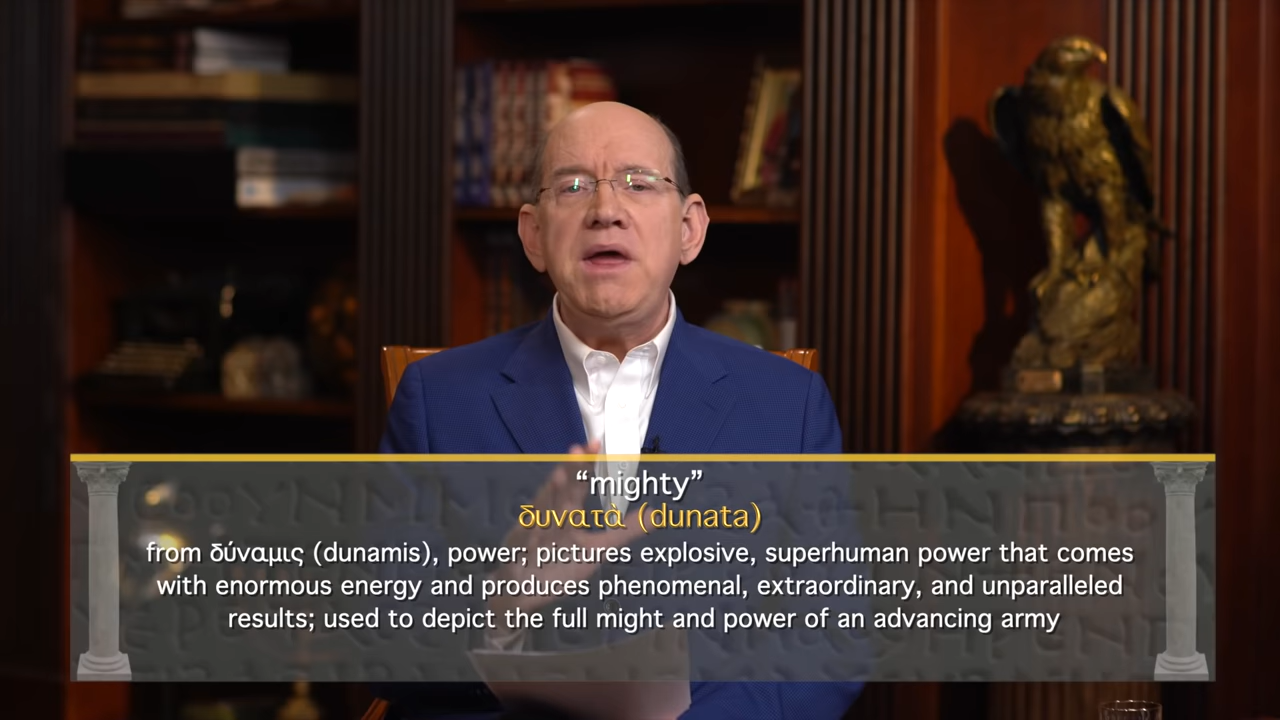 “mighty”
δυνατὰ (dunata)
from δύναμις (dunamis), power; pictures explosive, superhuman power that comes
with enormous energy and produces phenomenal, extraordinary, and unparalleled
results; used to depict the full might and power of an advancing army